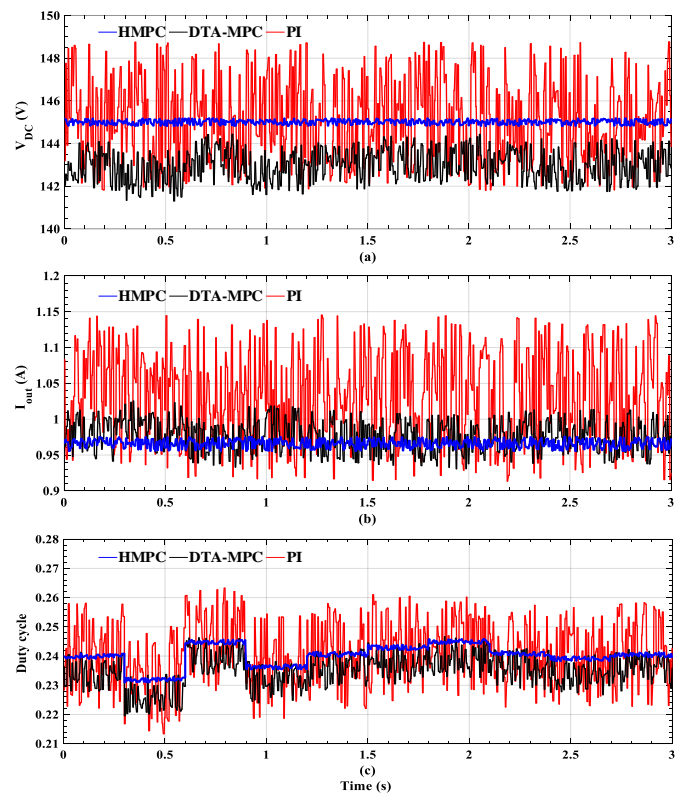 150
HMPC DTA-MPC PI
148
146
144
142
140
V_DC (V)
0 0.5 1 1.5 2 2.5 3
(a)
1.2
HMPC DTA-MPC PI
1.15
1.1
1.05
1
0.95
0.9
I_out (A)
0 0.5 1 1.5 2 2.5 3
(b)
0.28
HMPC DTA-MPC PI
0.27
0.26
0.25
0.24
0.23
0.22
0.21
Duty cycle
0 0.5 1 1.5 2 2.5 3
(c)
Time (s)